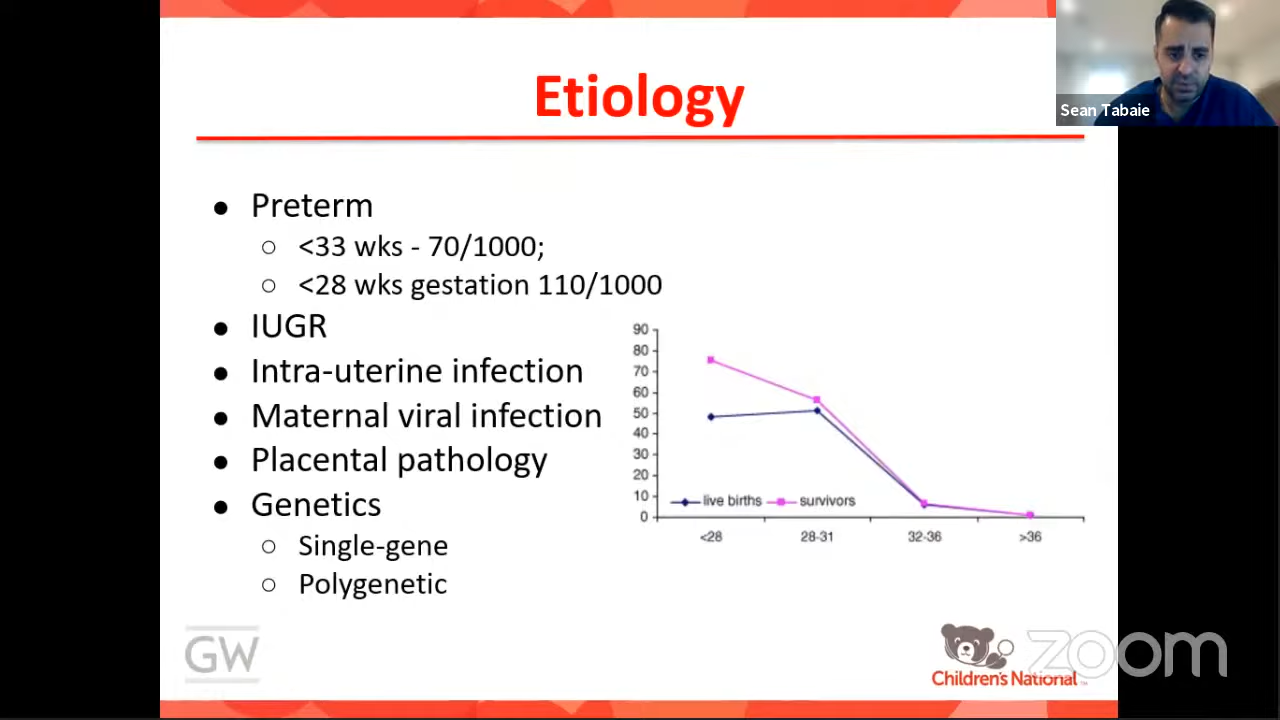 Etiology
Sean Tabaie
● Preterm
○ <33 wks - 70/1000;
○ <28 wks gestation 110/1000
● IUGR
● Intra-uterine infection
● Maternal viral infection
● Placental pathology
● Genetics
○ Single-gene
○ Polygenetic
90
80
70
60
50
40
30
20
10
0
live births survivors
<28 28-31 32-36 >36
GW
Children's National™
zoom